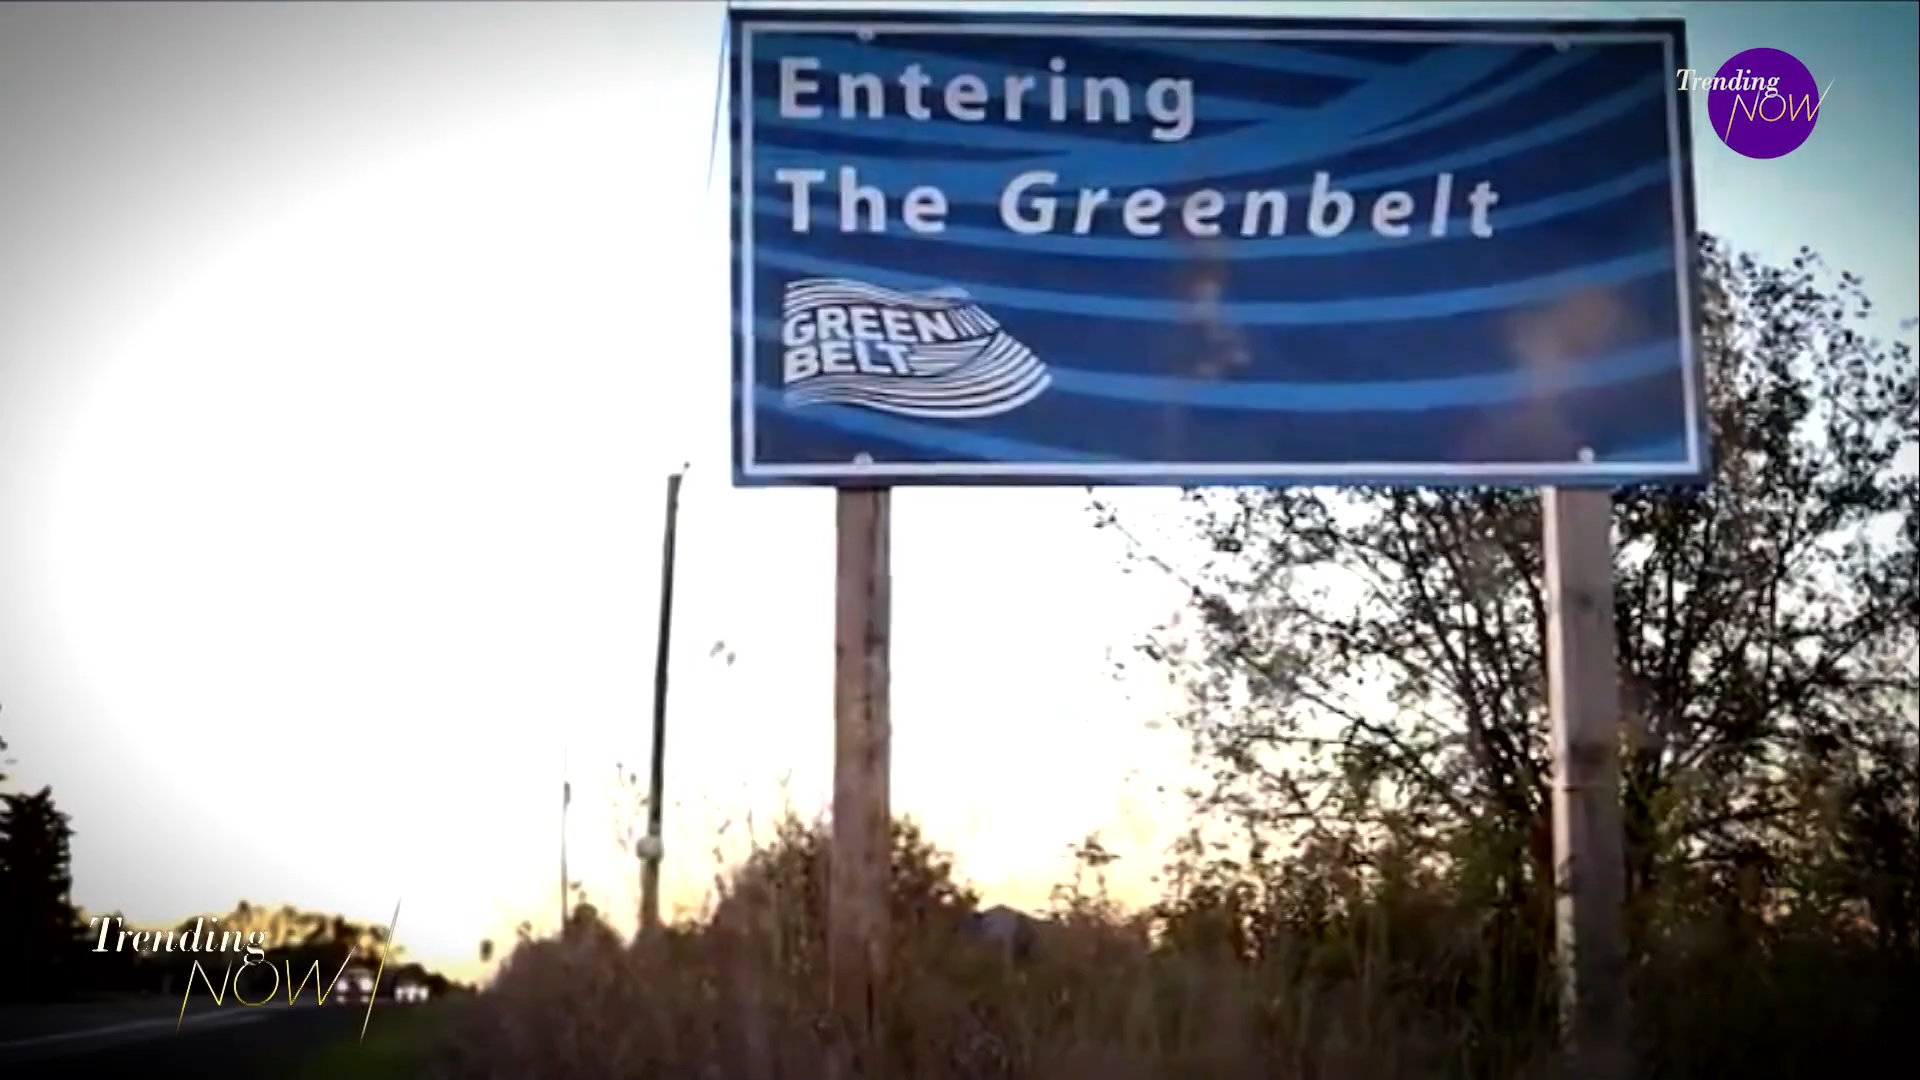 Entering
The Greenbelt
GREEN
BELT
Trending
NOW
Trending
NOW